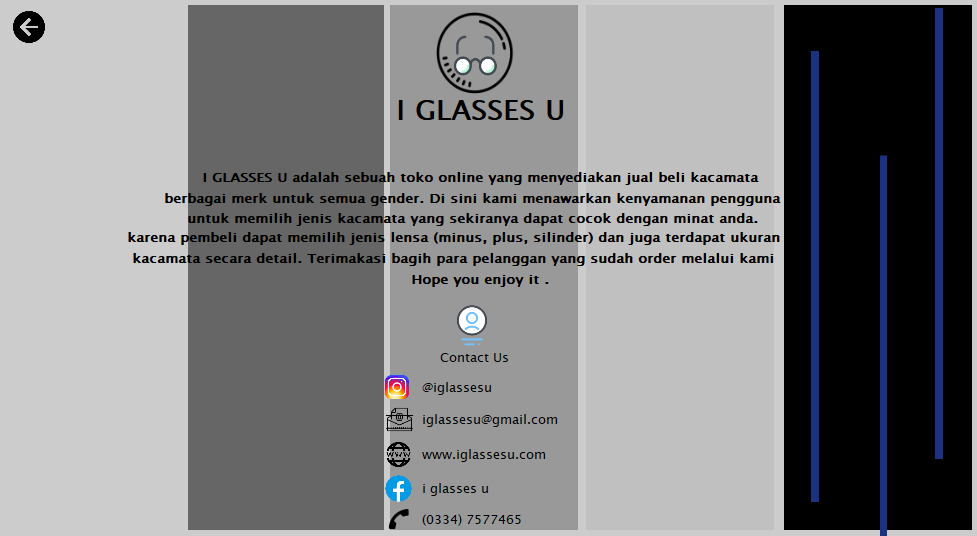 I GLASSES U
I GLASSES U adalah sebuah toko online yang menyediakan jual beli kacamata
berbagai merk untuk semua gender. Di sini kami menawarkan kenyamanan pengguna
untuk memilih jenis kacamata yang sekiranya dapat cocok dengan minat anda.
karena pembeli dapat memilih jenis lensa (minus, plus, silinder) dan juga terdapat ukuran
kacamata secara detail. Terimakasi bagih para pelanggan yang sudah order melalui kami
Hope you enjoy it .
Contact Us
@iglassesu
iglassesu@gmail.com
www.iglassesu.com
i glasses u
(0334) 7577465